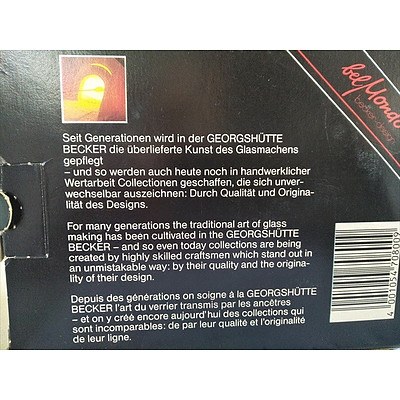 bel Mondo
Seit Generationen wird in der GEORGSHÜTTE
BECKER die überlieferte Kunst des Glasmachens
gepflegt
– und so werden auch heute noch in handwerklicher
Wertarbeit Collectionen geschaffen, die sich unver-
wechselbar auszeichnen: Durch Qualität und Origina-
lität des Designs.
For many generations the traditional art of glass
making has been cultivated in the GEORGSHÜTTE
BECKER – and so even today collections are being
created by highly skilled craftsmen which stand out in
an unmistakable way: by their quality and the origina-
lity of their design.
Depuis des générations on soigne à la GEORGSHÜTTE
BECKER l'art du verrier transmis par les ancêtres
– et on y créé encore aujourd'hui des collections qui
sont incomparables: de par leur qualité et l'originalité
de leur ligne.